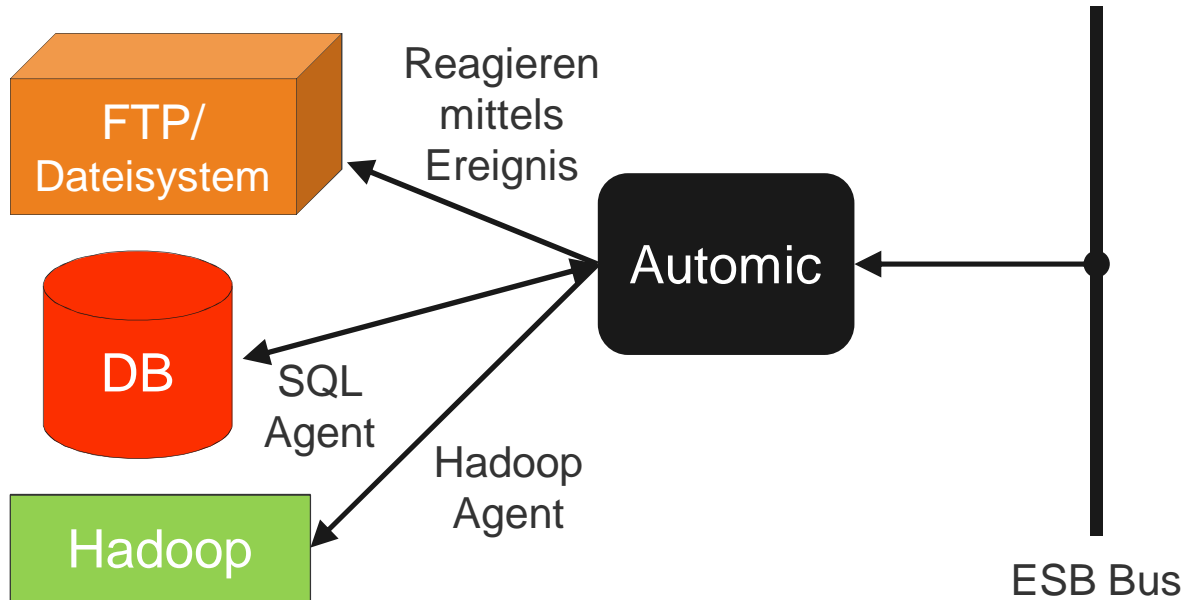 FTP/
Dateisystem
Reagieren
mittels
Ereignis
Automic
DB
SQL
Agent
Hadoop
Agent
Hadoop
ESB Bus